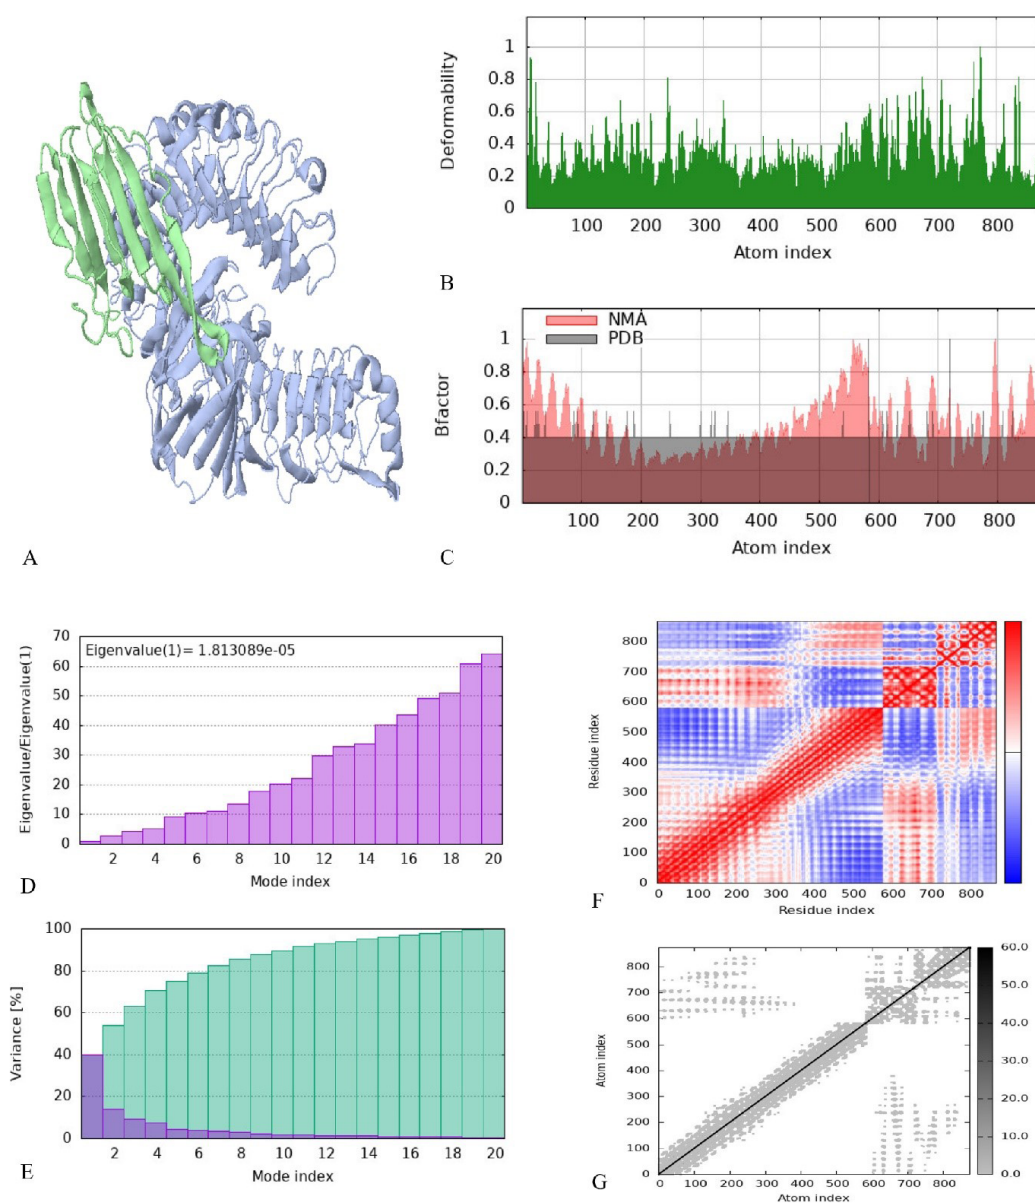 A
1
0.8
0.6
0.4
0.2
0
Deformability
100 200 300 400 500 600 700 800
Atom index
B
NMA
PDB
1
0.8
0.6
0.4
0.2
0
Bfactor
100 200 300 400 500 600 700 800
Atom index
C
Eigenvalue(1)= 1.813089e-05
70
60
50
40
30
20
10
0
Eigenvalue/Eigenvalue(1)
2 4 6 8 10 12 14 16 18 20
Mode index
D
100
80
60
40
20
0
Variance [%]
2 4 6 8 10 12 14 16 18 20
Mode index
E
800
700
600
500
400
300
200
100
0
Residue index
0 100 200 300 400 500 600 700 800
Residue index
F
800
700
600
500
400
300
200
100
0
Atom index
0 100 200 300 400 500 600 700 800
Atom index
60.0
50.0
40.0
30.0
20.0
10.0
0.0
G